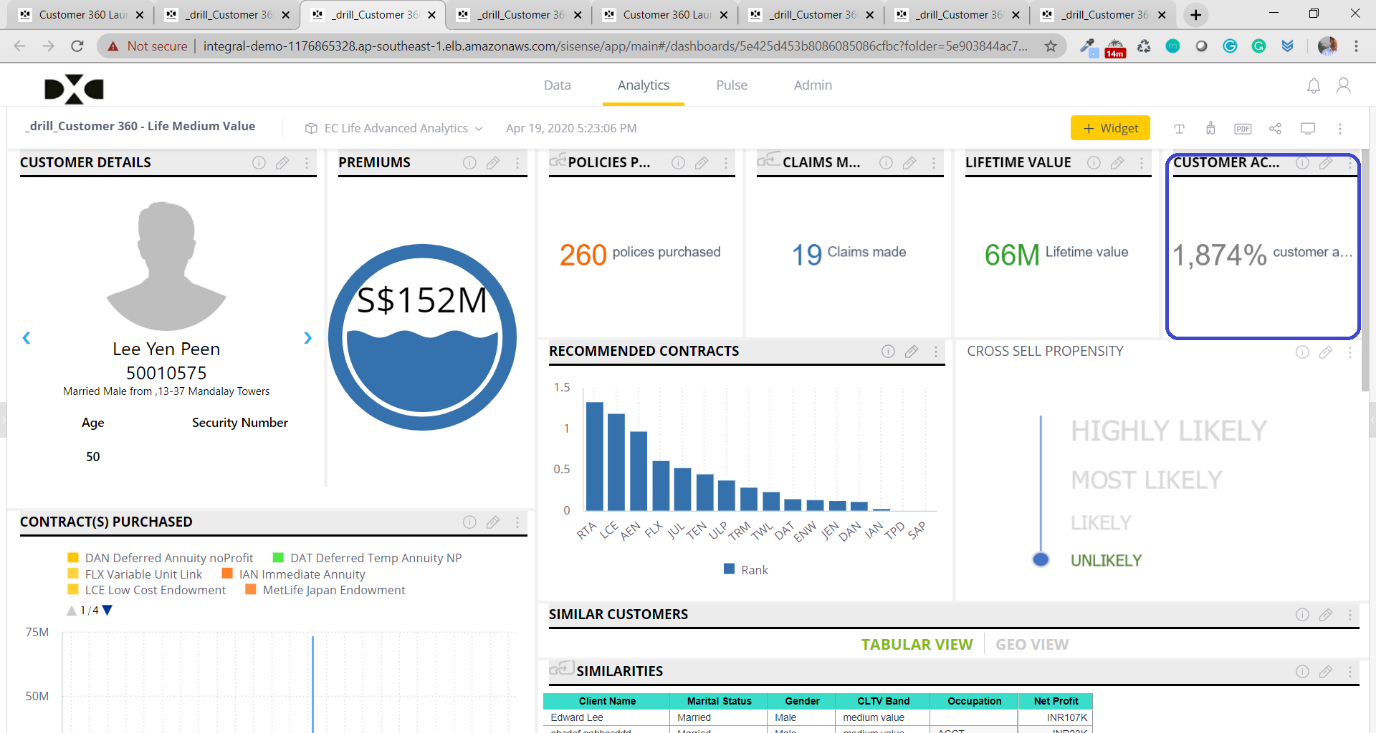 Customer 360 Lau
_drill_Customer 36
_drill_Customer 36
_drill_Customer 36
Customer 360 Lau
_drill_Customer 36
_drill_Customer 36
_drill_Customer 36
Not secure
integral-demo-1176865328.ap-southeast-1.elb.amazonaws.com/sisense/app/main#/dashboards/5e425d453b8086085086cfbc?folder=5e903844ac7...
14m
DXC
Data
Analytics
Pulse
Admin
_drill_Customer 360 - Life Medium Value
EC Life Advanced Analytics
Apr 19, 2020 5:23:06 PM
+ Widget
PDF
CUSTOMER DETAILS
Lee Yen Peen
50010575
Married Male from ,13-37 Mandalay Towers
Age
Security Number
50
PREMIUMS
S$152M
POLICIES P...
260 polices purchased
CLAIMS M...
19 Claims made
LIFETIME VALUE
66M Lifetime value
CUSTOMER AC...
1,874% customer a...
RECOMMENDED CONTRACTS
1.5
1
0.5
0
RTA
LCE
AEN
FLX
JUL
TEN
ULP
TRM
TWL
DAT
ENW
JEN
DAN
IAN
TPD
SAP
Rank
CROSS SELL PROPENSITY
HIGHLY LIKELY
MOST LIKELY
LIKELY
UNLIKELY
CONTRACT(S) PURCHASED
DAN Deferred Annuity noProfit
DAT Deferred Temp Annuity NP
FLX Variable Unit Link
IAN Immediate Annuity
LCE Low Cost Endowment
MetLife Japan Endowment
1/4
75M
50M
SIMILAR CUSTOMERS
TABULAR VIEW
GEO VIEW
SIMILARITIES
Client Name Marital Status Gender CLTV Band Occupation Net Profit
Edward Lee Married Male medium value INR107K